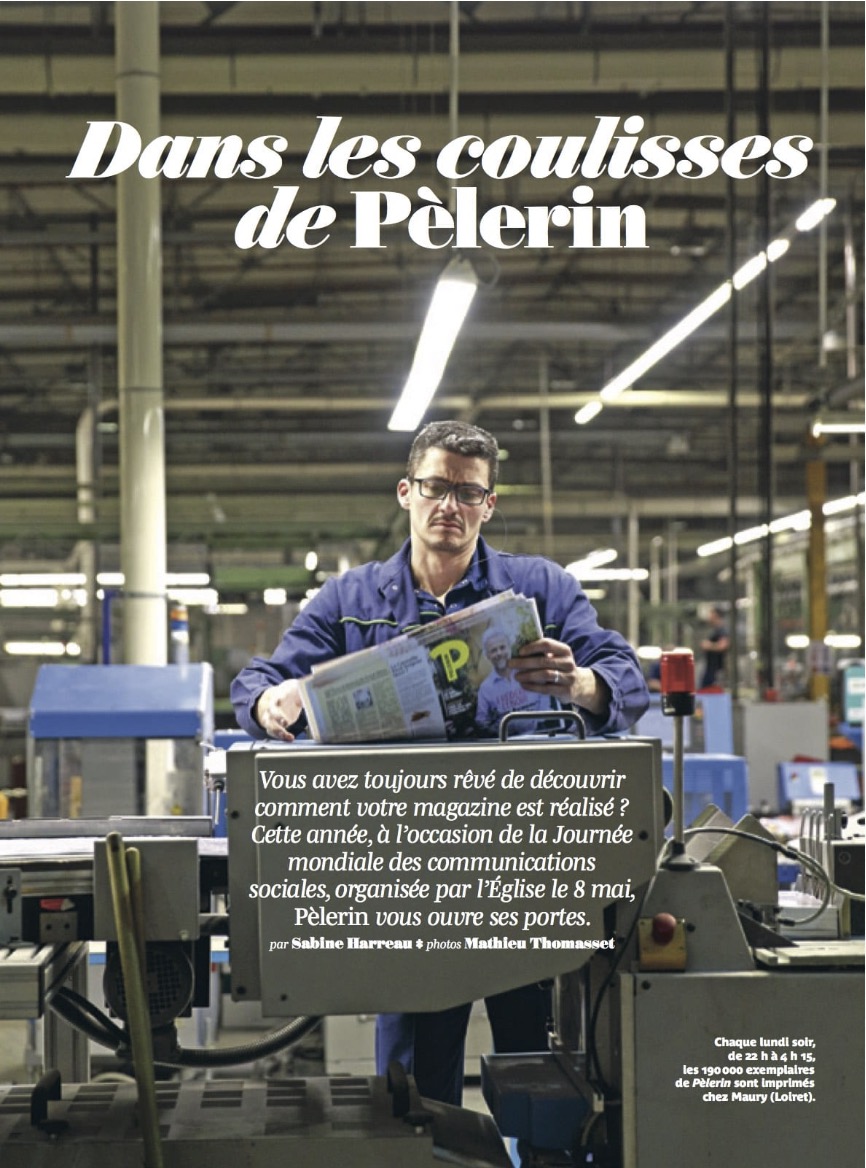 Dans les coulisses
de Pèlerin
P
Vous avez toujours rêvé de découvrir
comment votre magazine est réalisé ?
Cette année, à l’occasion de la Journée
mondiale des communications
sociales, organisée par l’Église le 8 mai,
Pèlerin vous ouvre ses portes.
par Sabine Harreau ‡ photos Mathieu Thomasset
Chaque lundi soir,
de 22 h à 4 h 15,
les 190 000 exemplaires
de Pèlerin sont imprimés
chez Maury (Loiret).